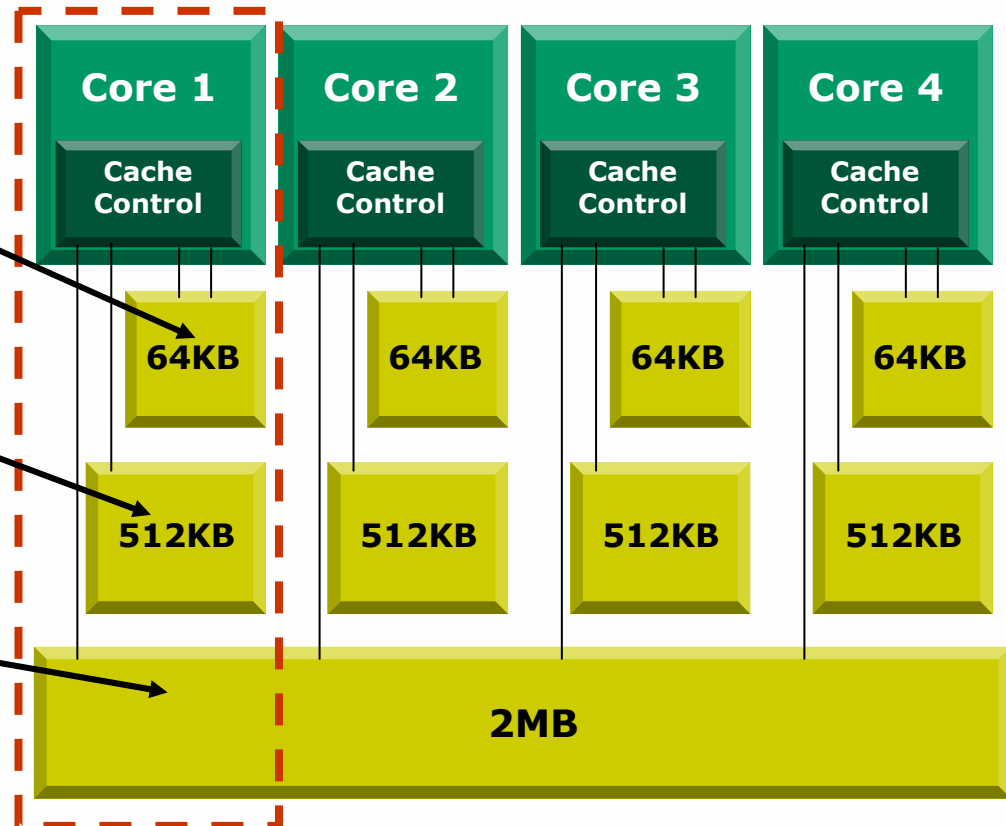 Core 1
Core 2
Core 3
Core 4
Cache
Control
Cache
Control
Cache
Control
Cache
Control
64KB
64KB
64KB
64KB
512KB
512KB
512KB
512KB
2MB